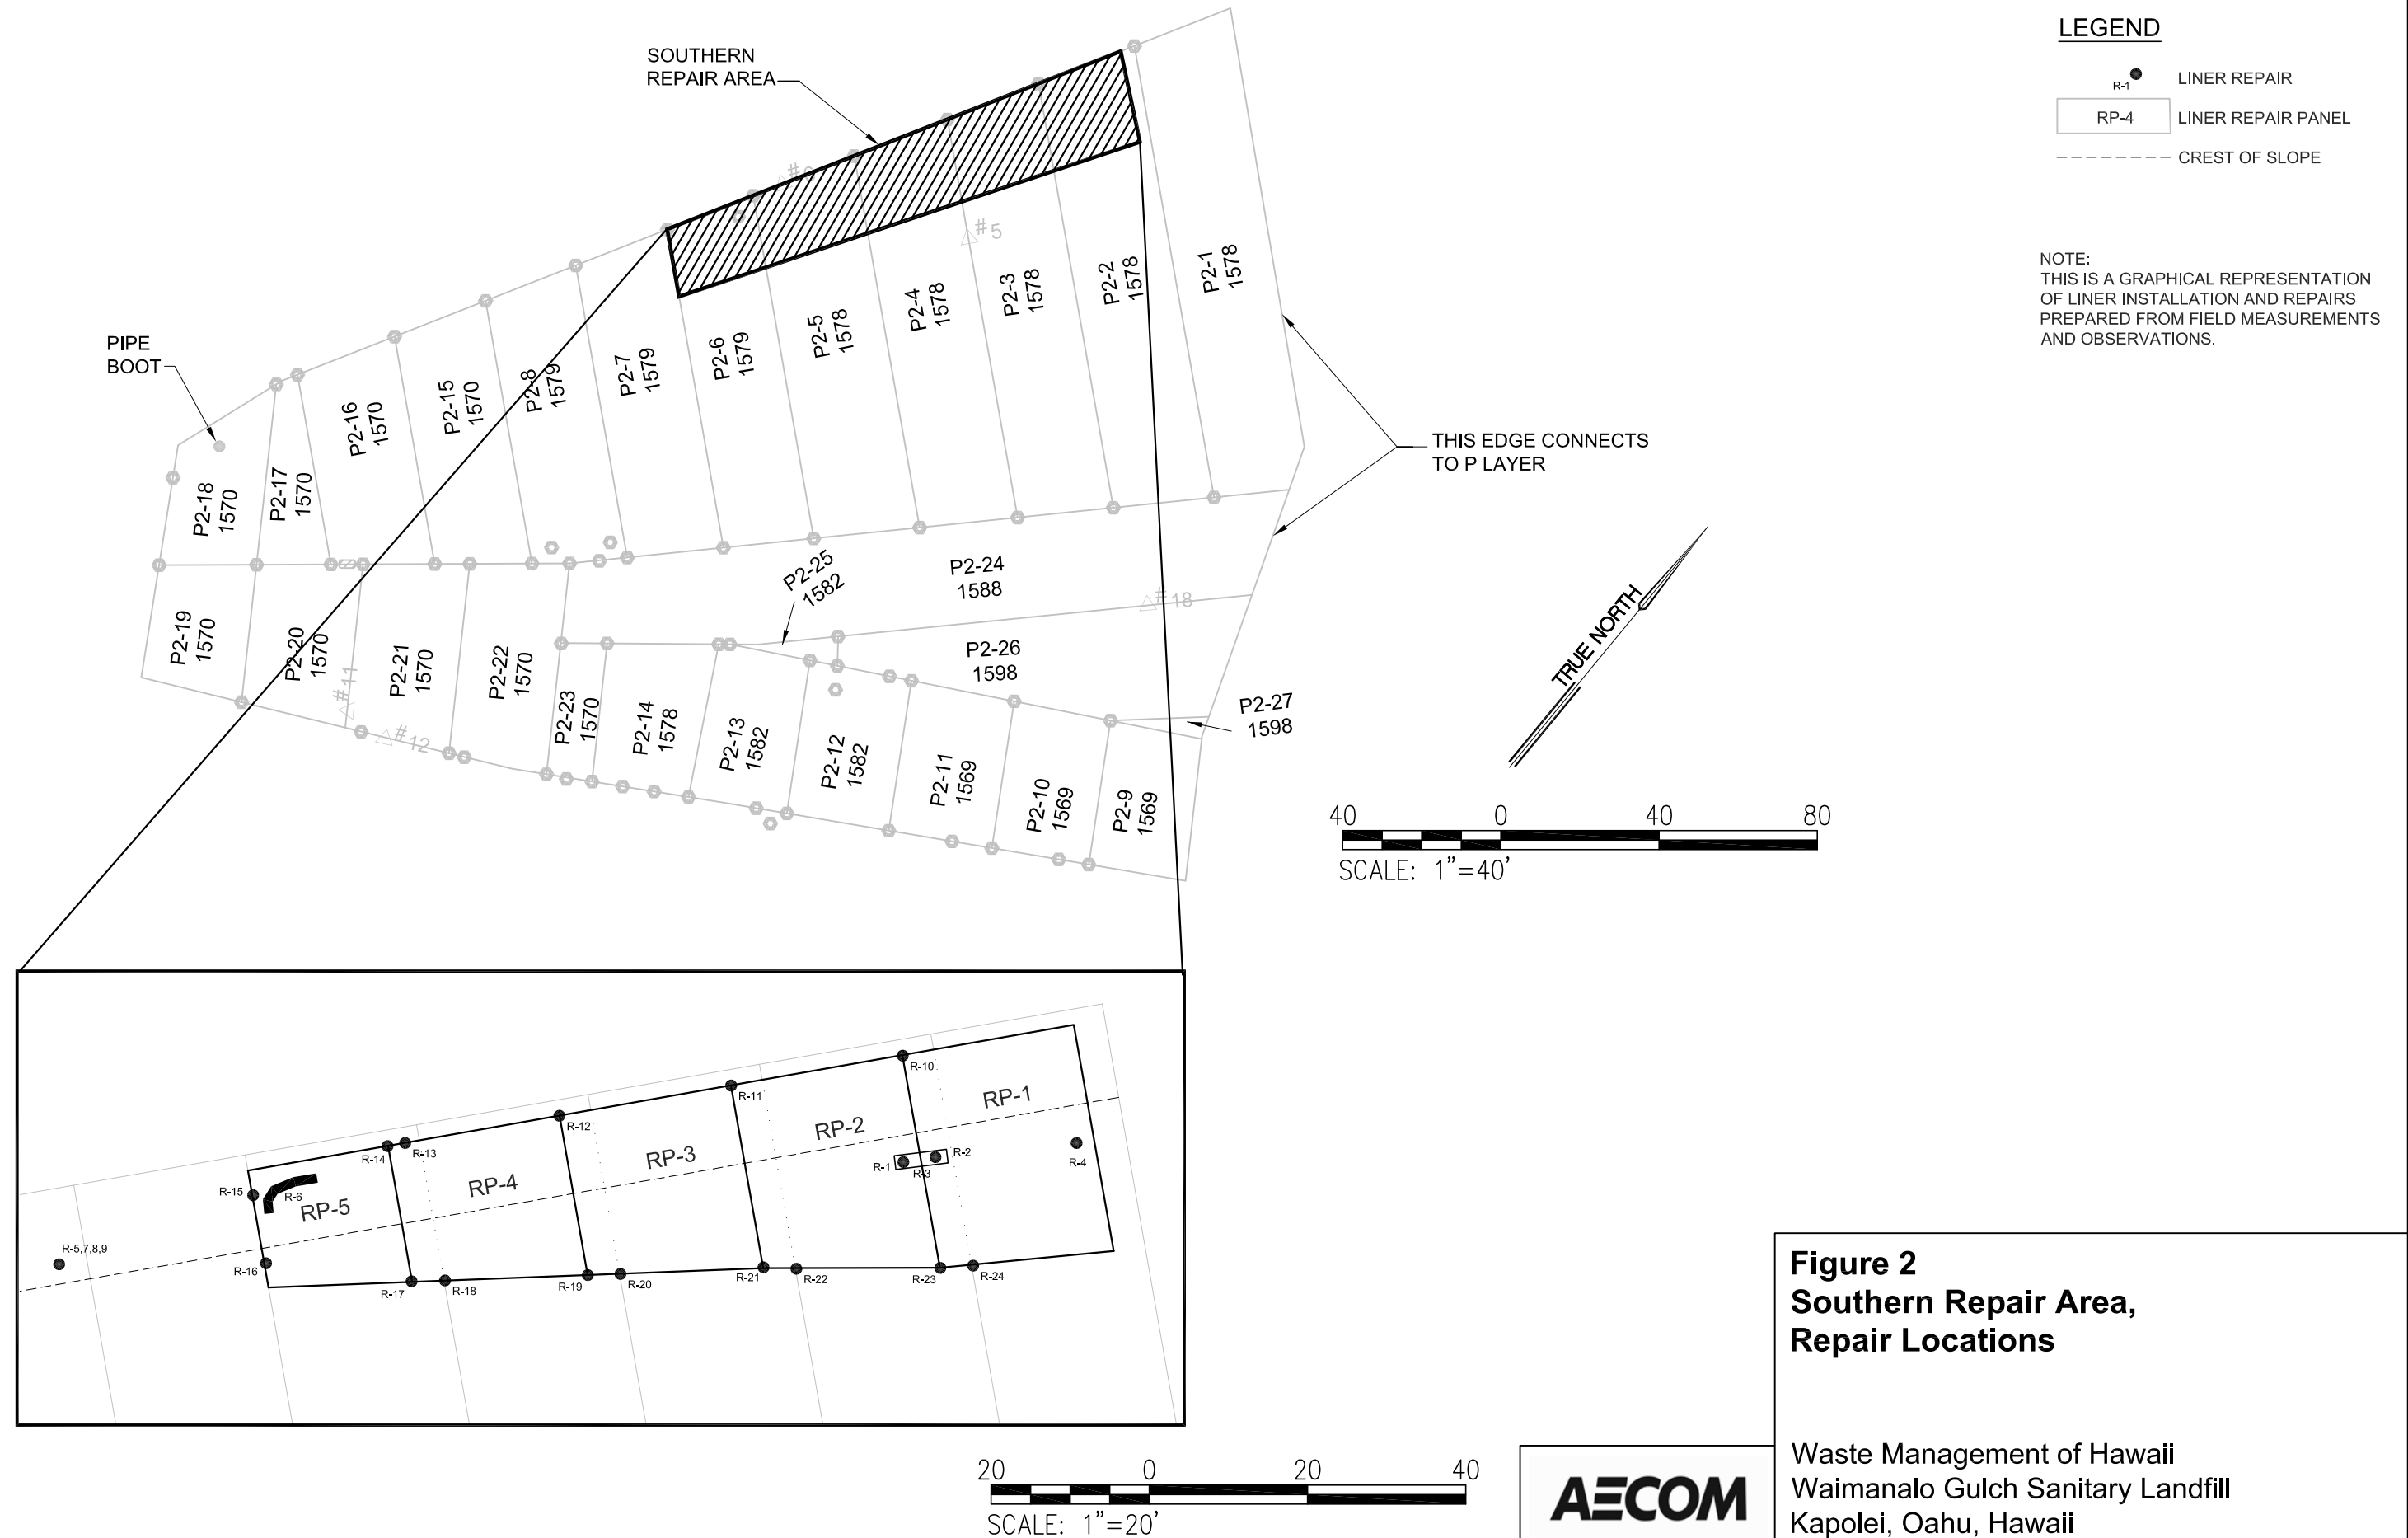 SOUTHERN
REPAIR AREA
LEGEND
R-1
LINER REPAIR
RP-4
LINER REPAIR PANEL
CREST OF SLOPE
NOTE:
THIS IS A GRAPHICAL REPRESENTATION
OF LINER INSTALLATION AND REPAIRS
PREPARED FROM FIELD MEASUREMENTS
AND OBSERVATIONS.
PIPE
BOOT
#5
P2-1
1578
P2-2
1578
P2-3
1578
P2-4
1578
P2-5
1578
P2-6
1579
P2-7
1579
P2-8
1579
P2-15
1570
P2-16
1570
P2-17
1570
P2-18
1570
THIS EDGE CONNECTS
TO P LAYER
P2-19
1570
P2-20
1570
P2-21
1570
P2-22
1570
P2-23
1570
P2-14
1578
P2-13
1582
P2-12
1582
P2-11
1569
P2-10
1569
P2-9
1569
P2-25
1582
P2-24
1588
P2-26
1598
P2-27
1598
#18
#11
#12
TRUE NORTH
40 0 40 80
SCALE: 1"=40'
RP-1
RP-2
RP-3
RP-4
RP-5
R-10
R-11
R-12
R-13
R-14
R-15
R-6
R-16
R-5,7,8,9
R-1
R-2
R-3
R-4
R-17
R-18
R-19
R-20
R-21
R-22
R-23
R-24
20 0 20 40
SCALE: 1"=20'
AECOM
Figure 2
Southern Repair Area,
Repair Locations
Waste Management of Hawaii
Waimanalo Gulch Sanitary Landfill
Kapolei, Oahu, Hawaii